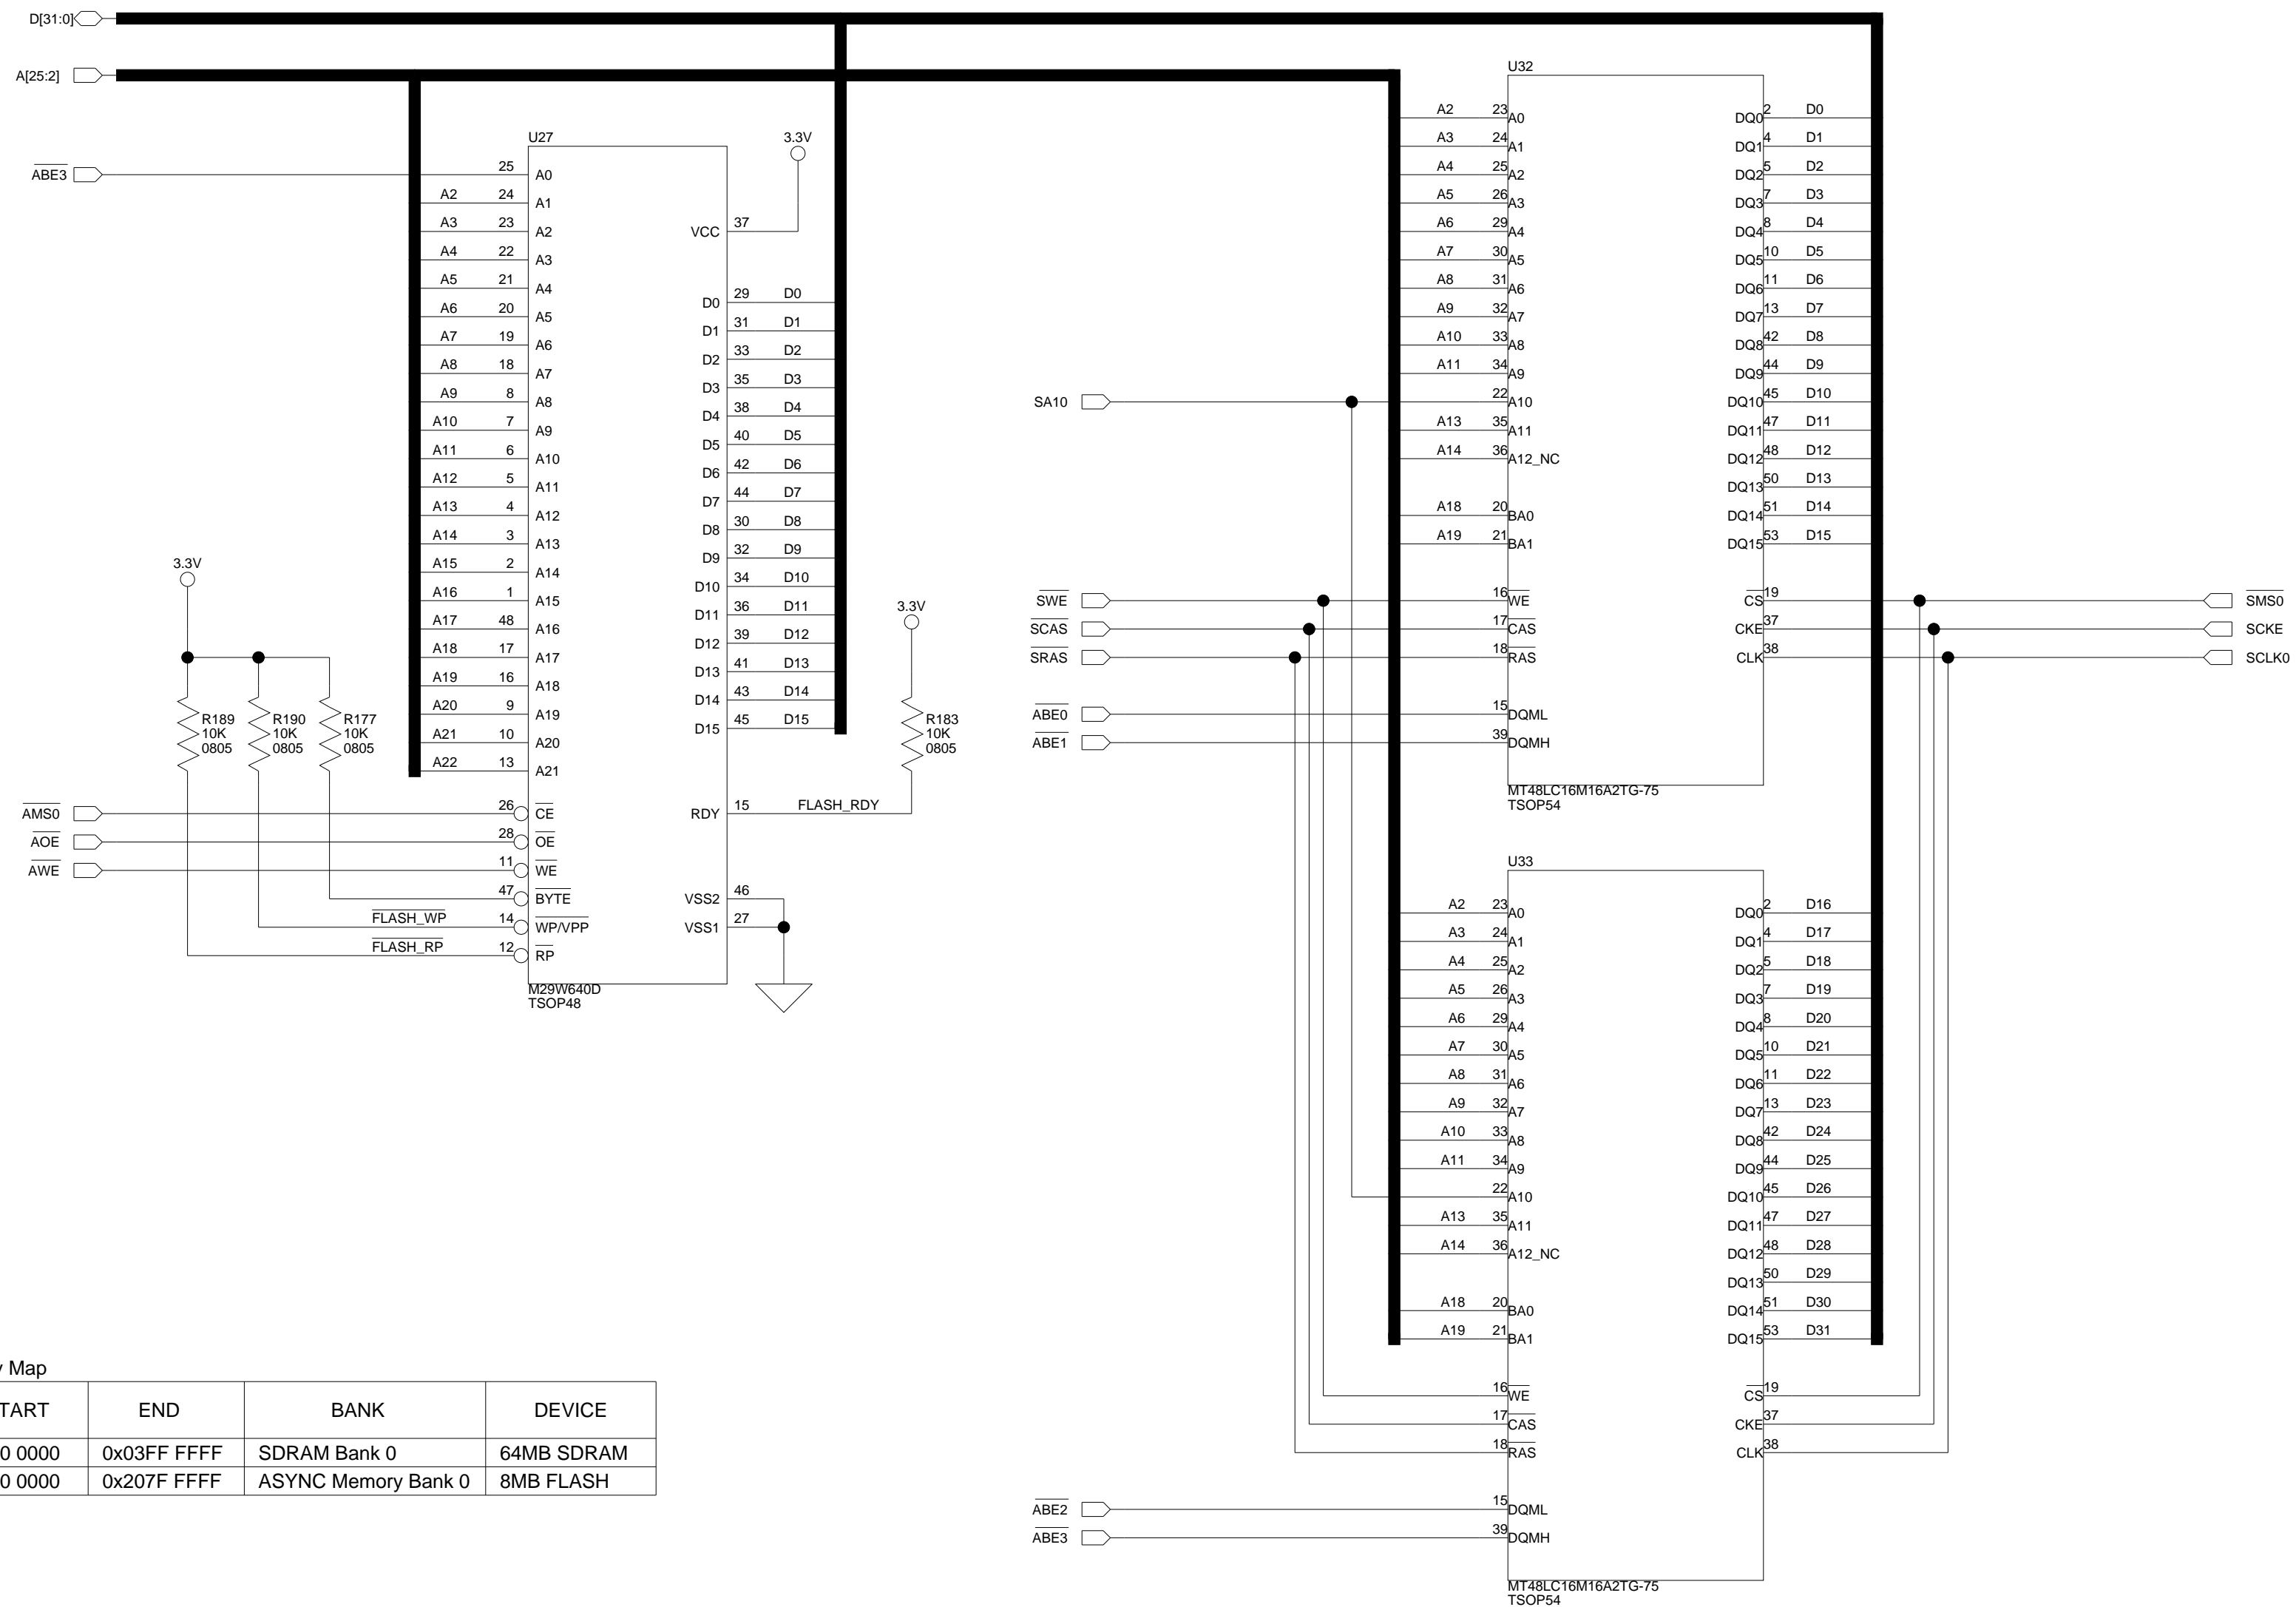 D[31:0]
A[25:2]
ABE3
U27
3.3V
25 A0
A2 24 A1
A3 23 A2
A4 22 A3
A5 21 A4
A6 20 A5
A7 19 A6
A8 18 A7
A9 8 A8
A10 7 A9
A11 6 A10
A12 5 A11
A13 4 A12
A14 3 A13
A15 2 A14
A16 1 A15
A17 48 A16
A18 17 A17
A19 16 A18
A20 9 A19
A21 10 A20
A22 13 A21
AMS0 26 CE
AOE 28 OE
AWE 11 WE
47 BYTE
FLASH_WP 14 WP/VPP
FLASH_RP 12 RP
VCC 37
D0 29 D0
D1 31 D1
D2 33 D2
D3 35 D3
D4 38 D4
D5 40 D5
D6 42 D6
D7 44 D7
D8 30 D8
D9 32 D9
D10 34 D10
D11 36 D11
D12 39 D12
D13 41 D13
D14 43 D14
D15 45 D15
RDY 15 FLASH_RDY
VSS2 46
VSS1 27
M29W640D
TSOP48
3.3V
R189
10K
0805
R190
10K
0805
R177
10K
0805
3.3V
R183
10K
0805
U32
A2 23 A0
A3 24 A1
A4 25 A2
A5 26 A3
A6 29 A4
A7 30 A5
A8 31 A6
A9 32 A7
A10 33 A8
A11 34 A9
SA10 22 A10
A13 35 A11
A14 36 A12_NC
A18 20 BA0
A19 21 BA1
SWE 16 WE
SCAS 17 CAS
SRAS 18 RAS
ABE0 15 DQML
ABE1 39 DQMH
DQ0 2 D0
DQ1 4 D1
DQ2 5 D2
DQ3 7 D3
DQ4 8 D4
DQ5 10 D5
DQ6 11 D6
DQ7 13 D7
DQ8 42 D8
DQ9 44 D9
DQ10 45 D10
DQ11 47 D11
DQ12 48 D12
DQ13 50 D13
DQ14 51 D14
DQ15 53 D15
CS 19 SMS0
CKE 37 SCKE
CLK 38 SCLK0
MT48LC16M16A2TG-75
TSOP54
U33
A2 23 A0
A3 24 A1
A4 25 A2
A5 26 A3
A6 29 A4
A7 30 A5
A8 31 A6
A9 32 A7
A10 33 A8
A11 34 A9
22 A10
A13 35 A11
A14 36 A12_NC
A18 20 BA0
A19 21 BA1
16 WE
17 CAS
18 RAS
ABE2 15 DQML
ABE3 39 DQMH
DQ0 2 D16
DQ1 4 D17
DQ2 5 D18
DQ3 7 D19
DQ4 8 D20
DQ5 10 D21
DQ6 11 D22
DQ7 13 D23
DQ8 42 D24
DQ9 44 D25
DQ10 45 D26
DQ11 47 D27
DQ12 48 D28
DQ13 50 D29
DQ14 51 D30
DQ15 53 D31
CS 19
CKE 37
CLK 38
MT48LC16M16A2TG-75
TSOP54
y Map
TART END BANK DEVICE
0 0000 0x03FF FFFF SDRAM Bank 0 64MB SDRAM
0 0000 0x207F FFFF ASYNC Memory Bank 0 8MB FLASH